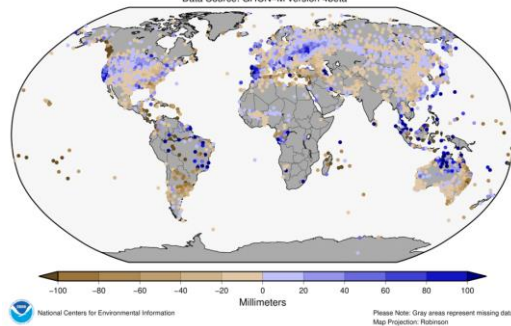 Data Source: GHCN-M version 4beta
-100 -80 -60 -40 -20 0 20 40 60 80 100
Millimeters
NOAA
National Centers for Environmental Information
Please Note: Gray areas represent missing data
Map Projection: Robinson